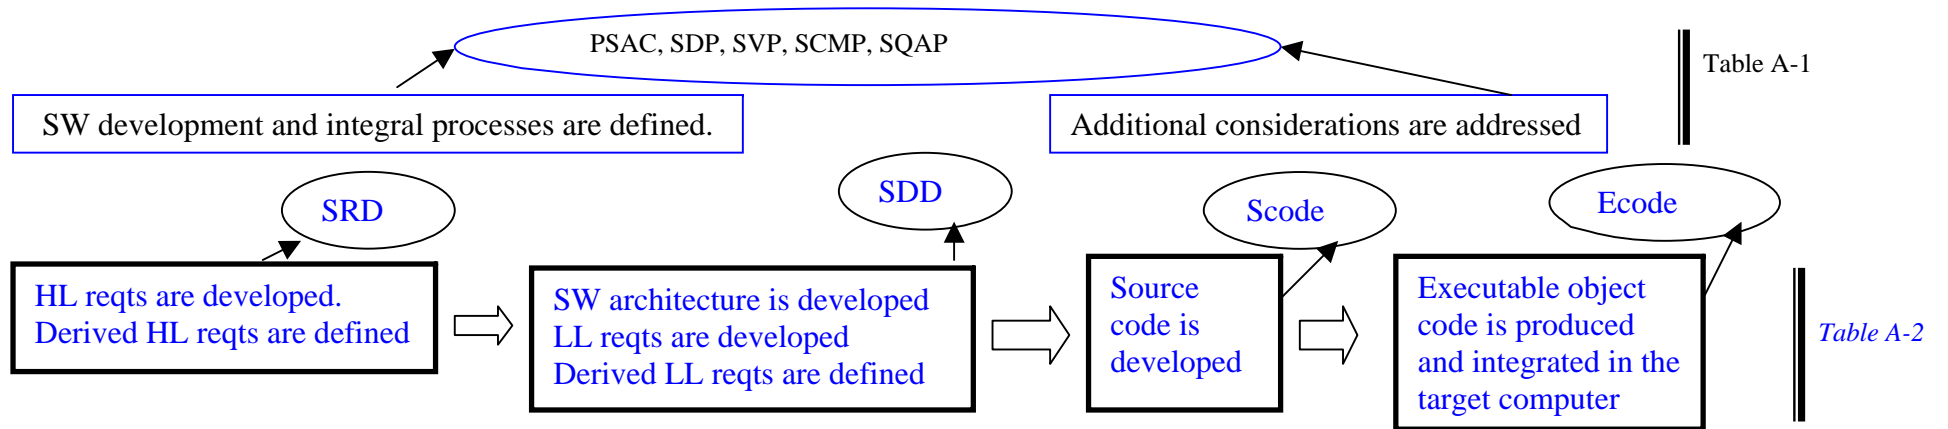 PSAC, SDP, SVP, SCMP, SQAP
Table A-1
SW development and integral processes are defined.
Additional considerations are addressed
SRD
SDD
Scode
Ecode
HL reqts are developed.
Derived HL reqts are defined
SW architecture is developed
LL reqts are developed
Derived LL reqts are defined
Source
code is
developed
Executable object
code is produced
and integrated in the
target computer
Table A-2